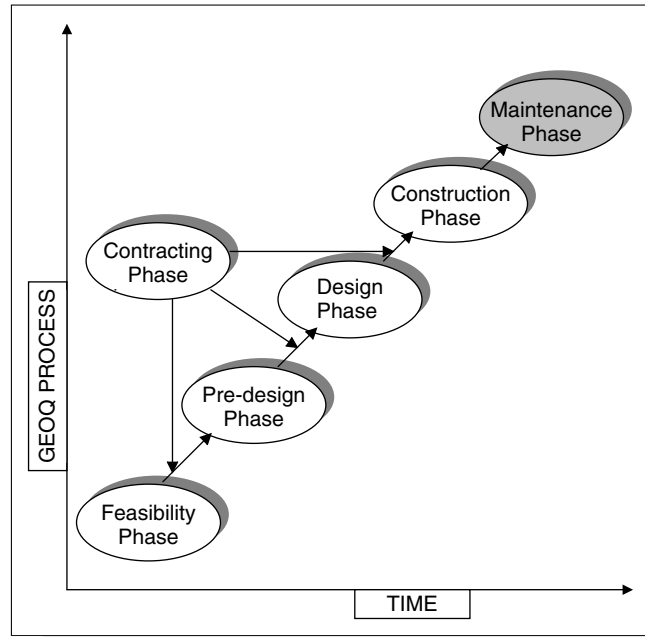 Maintenance
Phase
Construction
Phase
Contracting
Phase
Design
Phase
Pre-design
Phase
Feasibility
Phase
GEOQ PROCESS
TIME